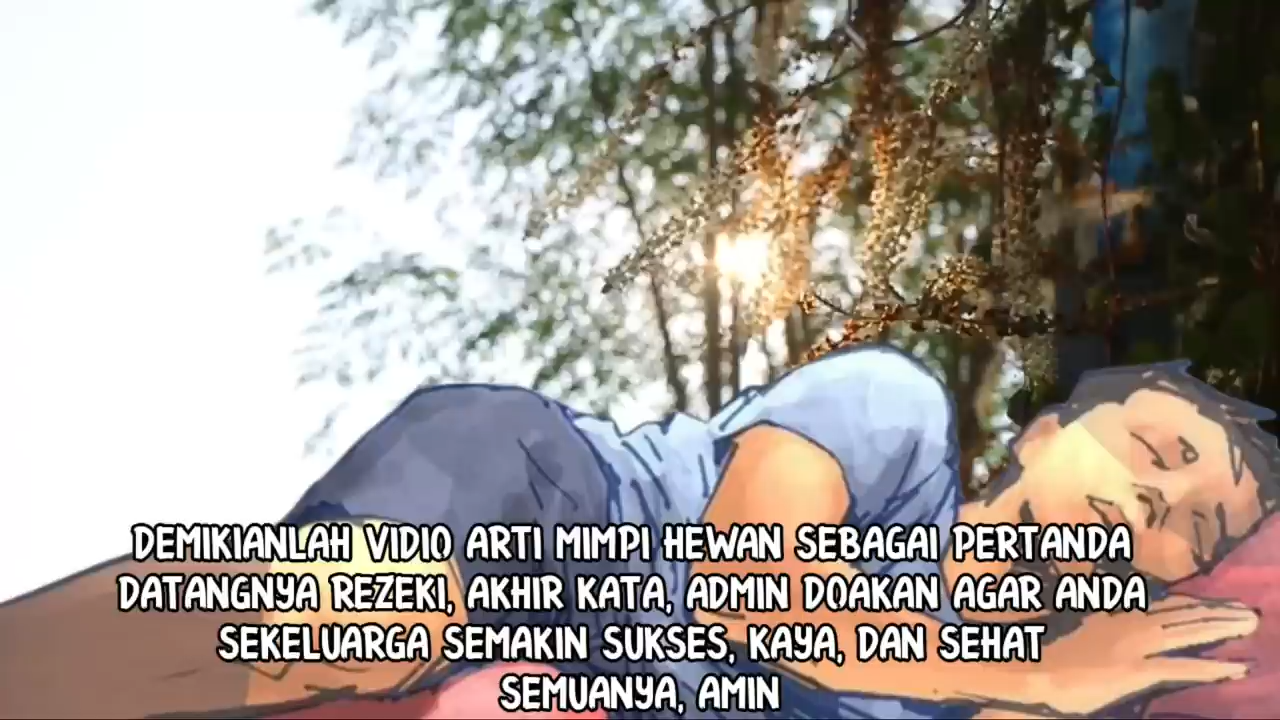 DEMIKIANLAH VIDIO ARTI MIMPI HEWAN SEBAGAI PERTANDA
DATANGNYA REZEKI, AKHIR KATA, ADMIN DOAKAN AGAR ANDA
SEKELUARGA SEMAKIN SUKSES, KAYA, DAN SEHAT
SEMUANYA, AMIN